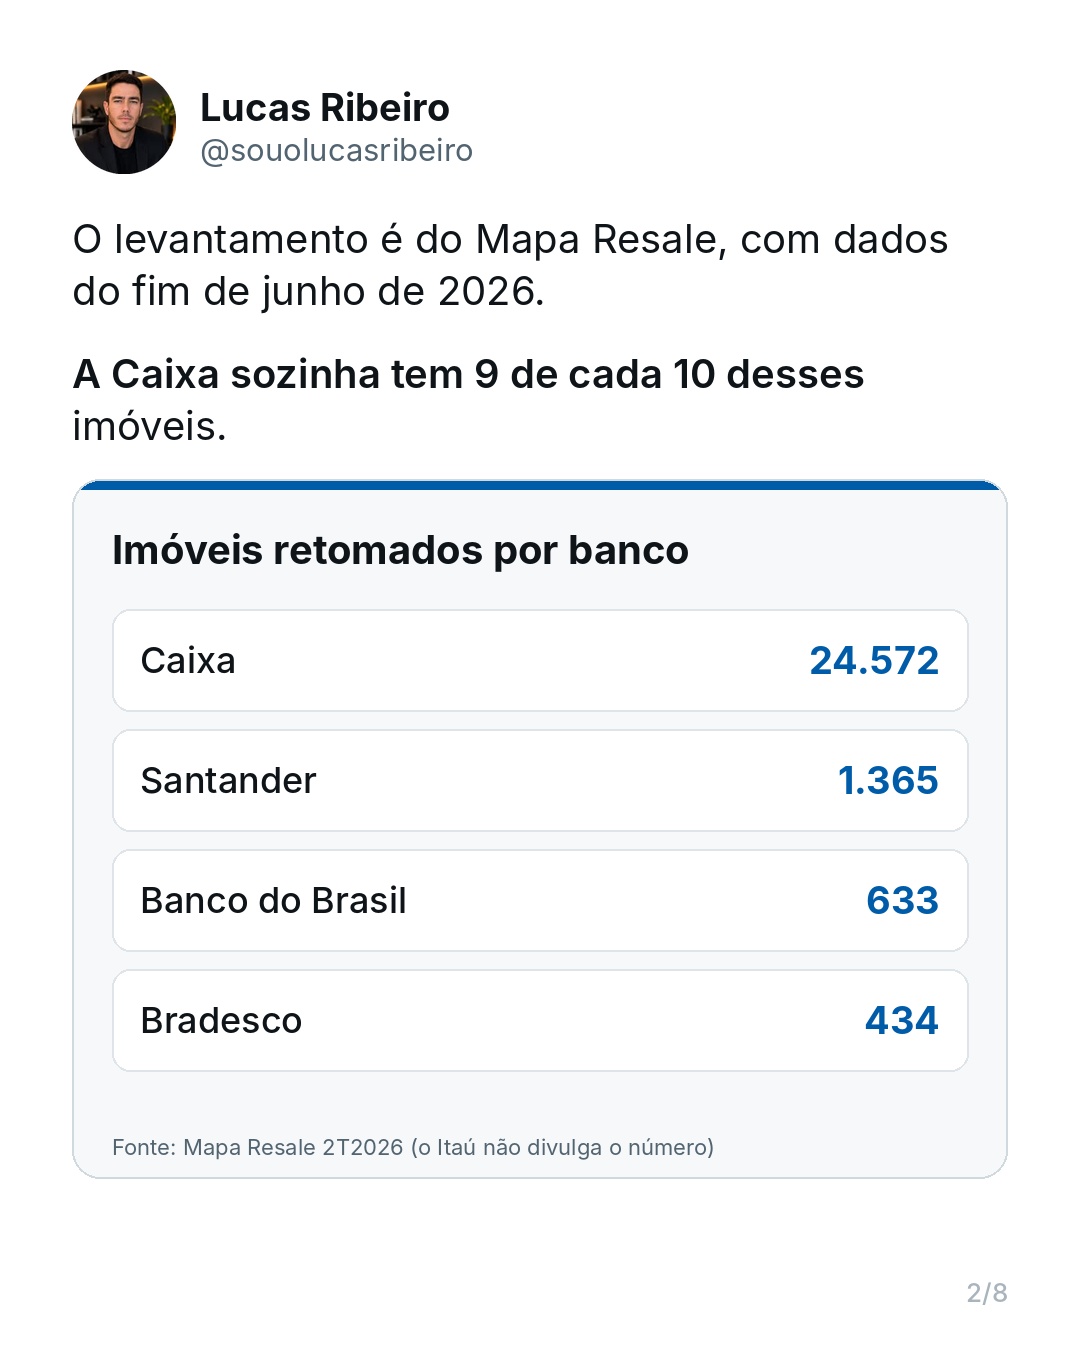 Lucas Ribeiro
@souolucasribeiro
O levantamento é do Mapa Resale, com dados
do fim de junho de 2026.
A Caixa sozinha tem 9 de cada 10 desses
imóveis.
Imóveis retomados por banco
Caixa 24.572
Santander 1.365
Banco do Brasil 633
Bradesco 434
Fonte: Mapa Resale 2T2026 (o Itaú não divulga o número)
2/8